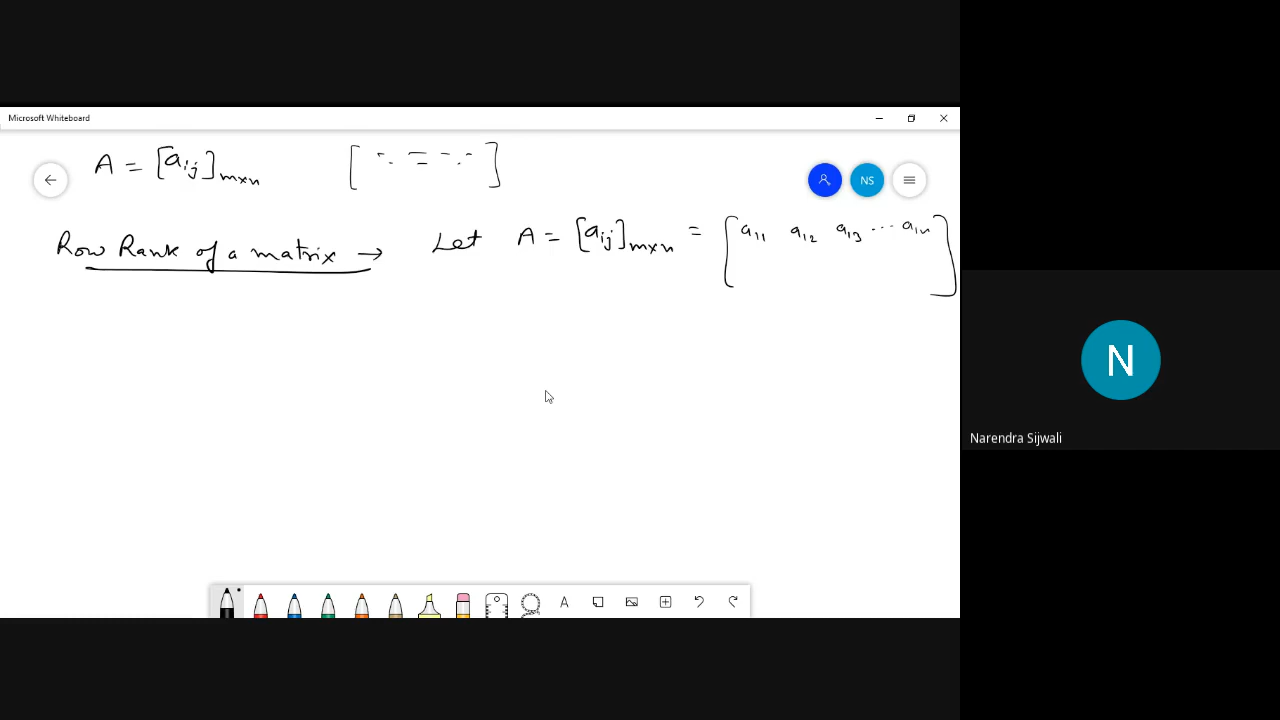 Microsoft Whiteboard
A = [aij]m×n
NS
Row Rank of a matrix → Let A = [aij]m×n = [a11 a12 a13 ... a1n]
N
Narendra Sijwali
A